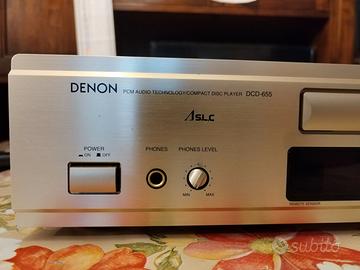 DENON PCM AUDIO TECHNOLOGY/COMPACT DISC PLAYER DCD-655
ASLC
POWER
ON OFF
PHONES
PHONES LEVEL
MIN MAX
REMOTE SENSOR
subito